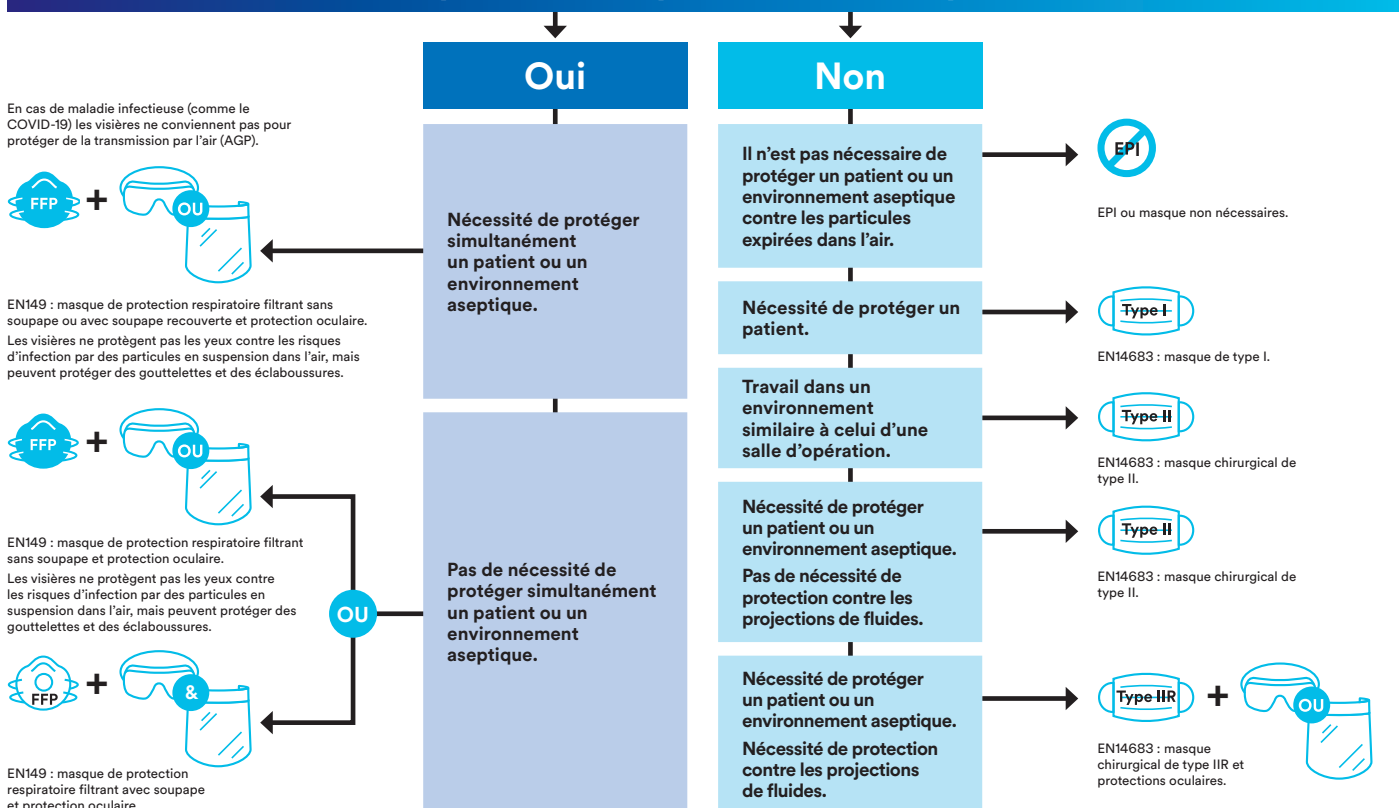 Oui
Non
En cas de maladie infectieuse (comme le
COVID-19) les visières ne conviennent pas pour
protéger de la transmission par l'air (AGP).
FFP
+
OU
EN149 : masque de protection respiratoire filtrant sans
soupape ou avec soupape recouverte et protection oculaire.
Les visières ne protègent pas les yeux contre les risques
d'infection par des particules en suspension dans l'air, mais
peuvent protéger des gouttelettes et des éclaboussures.
FFP
+
OU
EN149 : masque de protection respiratoire filtrant
sans soupape et protection oculaire.
Les visières ne protègent pas les yeux contre
les risques d'infection par des particules en
suspension dans l'air, mais peuvent protéger des
gouttelettes et des éclaboussures.
FFP
+
&
EN149 : masque de protection
respiratoire filtrant avec soupape
et protection oculaire
OU
Nécessité de protéger
simultanément
un patient ou un
environnement
aseptique.
Pas de nécessité de
protéger simultanément
un patient ou un
environnement
aseptique.
Il n'est pas nécessaire de
protéger un patient ou un
environnement aseptique
contre les particules
expirées dans l'air.
EPI
EPI ou masque non nécessaires.
Nécessité de protéger un
patient.
Type I
EN14683 : masque de type I.
Travail dans un
environnement
similaire à celui d'une
salle d'opération.
Type II
EN14683 : masque chirurgical de
type II.
Nécessité de protéger
un patient ou un
environnement aseptique.
Pas de nécessité de
protection contre les
projections de fluides.
Type II
EN14683 : masque chirurgical de
type II.
Nécessité de protéger
un patient ou un
environnement aseptique.
Nécessité de protection
contre les projections
de fluides.
Type IIR
+
OU
EN14683 : masque
chirurgical de type IIR et
protections oculaires.